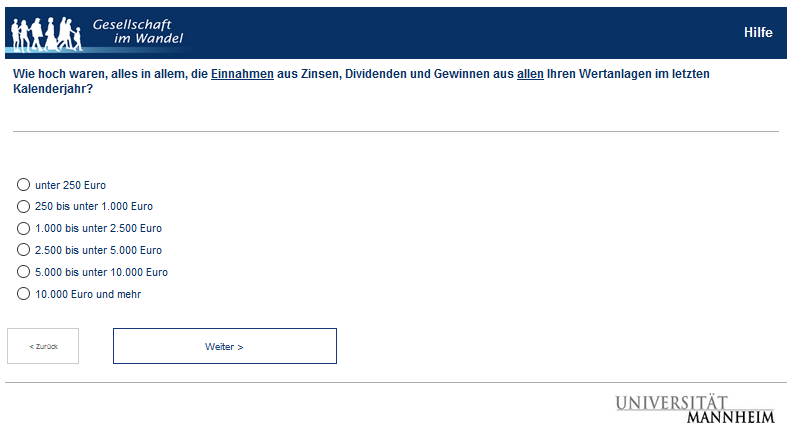 Gesellschaft
im Wandel
Hilfe
Wie hoch waren, alles in allem, die Einnahmen aus Zinsen, Dividenden und Gewinnen aus allen Ihren Wertanlagen im letzten
Kalenderjahr?
unter 250 Euro
250 bis unter 1.000 Euro
1.000 bis unter 2.500 Euro
2.500 bis unter 5.000 Euro
5.000 bis unter 10.000 Euro
10.000 Euro und mehr
< Zurück
Weiter >
UNIVERSITÄT
MANNHEIM